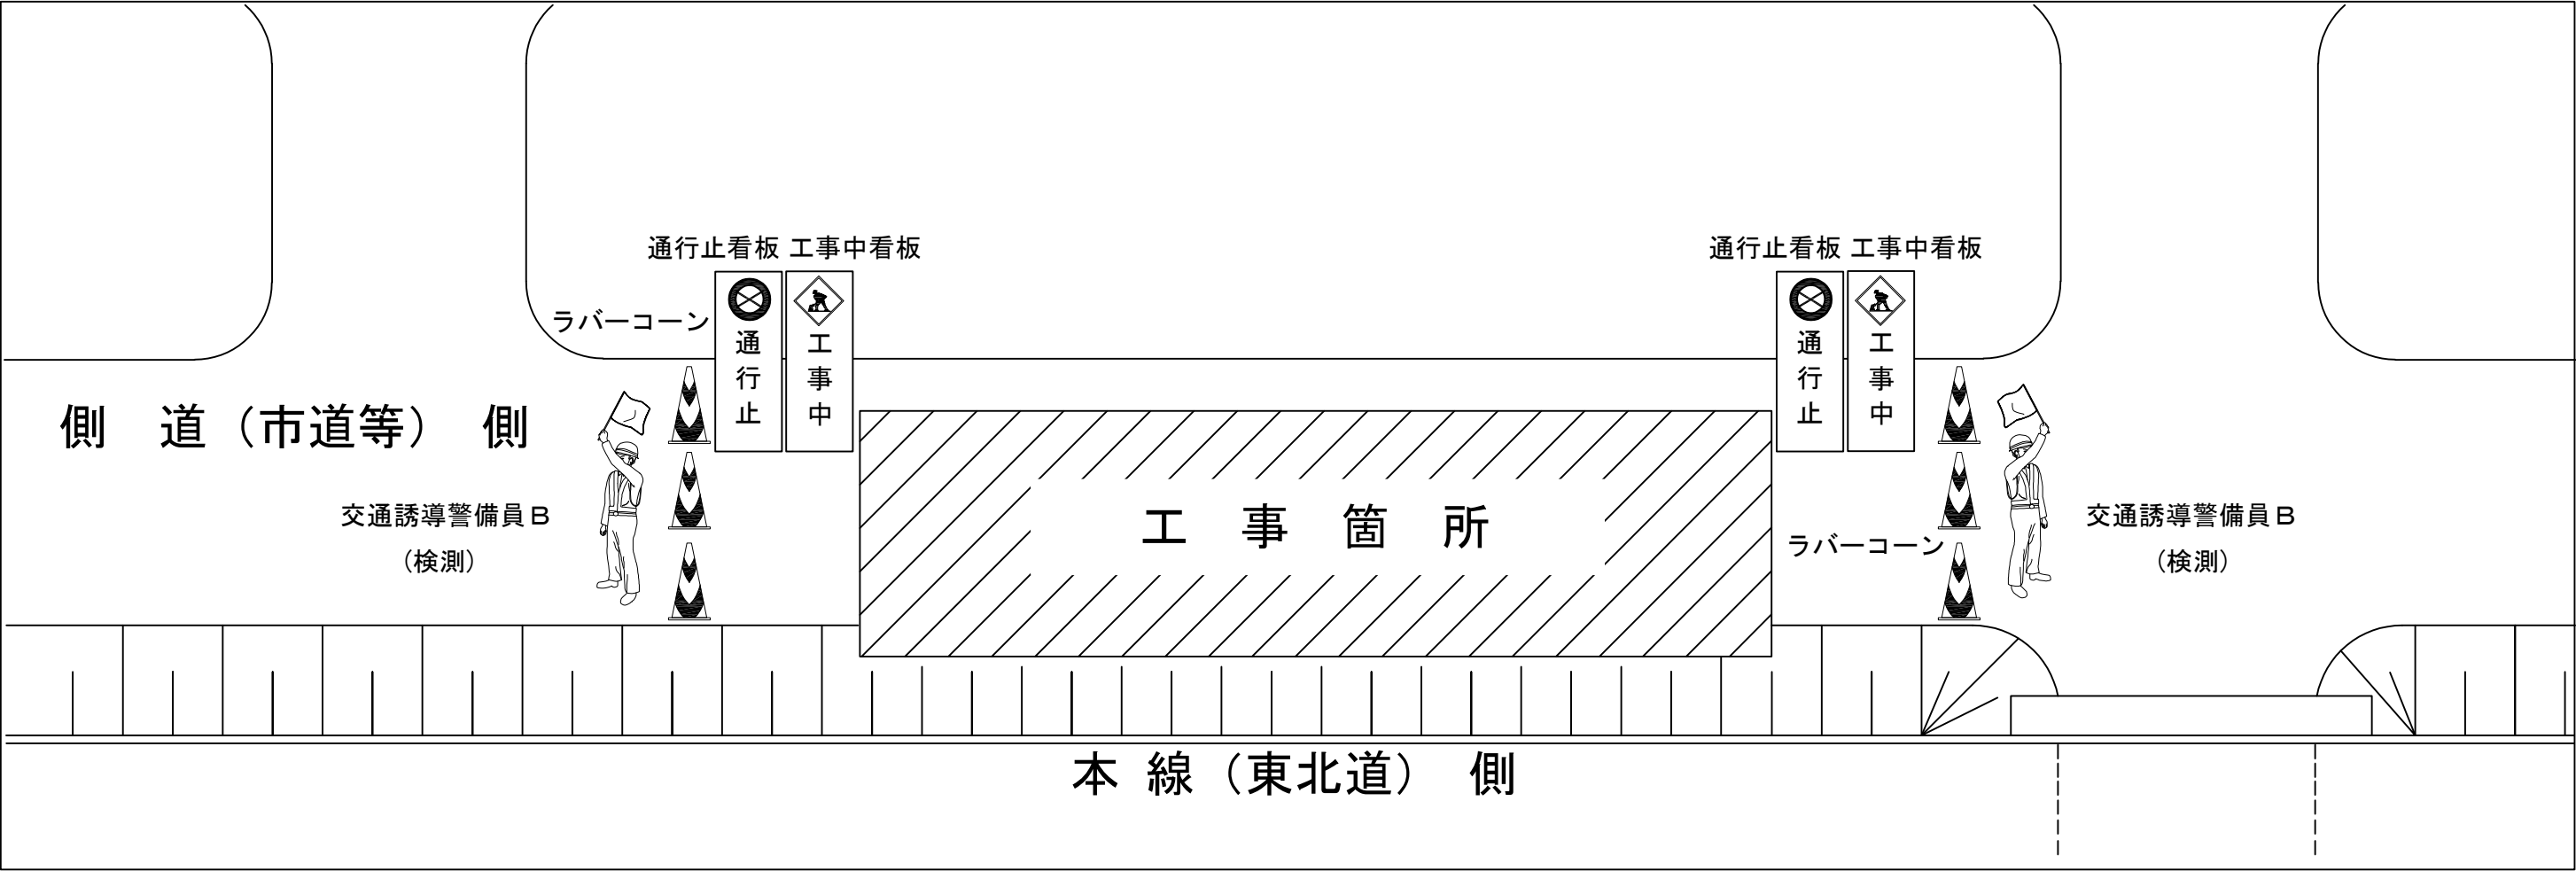 通行止看板 工事中看板
通行止看板 工事中看板
ラバーコーン
通行止
工事中
通行止
工事中
側 道（市道等） 側
交通誘導警備員Ｂ
（検測）
工 事 箇 所
ラバーコーン
交通誘導警備員Ｂ
（検測）
本 線（東北道） 側